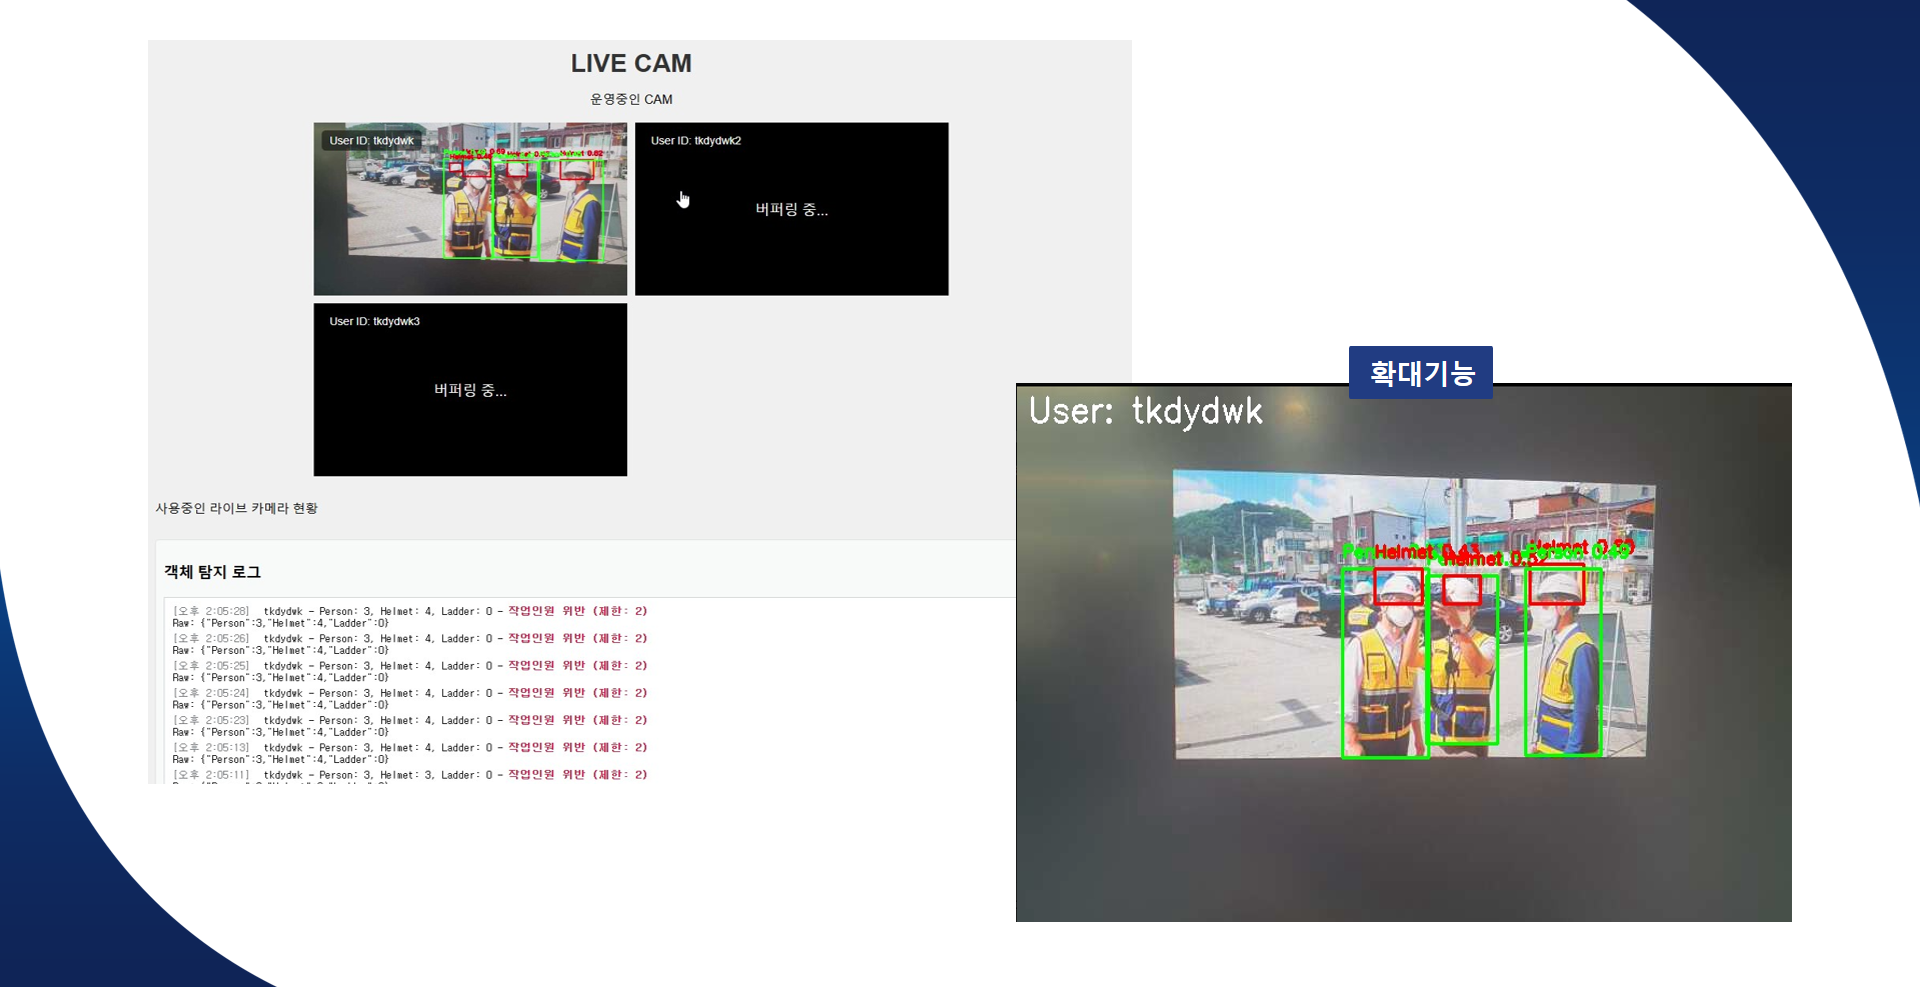 LIVE CAM
운영중인 CAM
User ID: tkdydwk
User ID: tkdydwk2
버퍼링 중...
User ID: tkdydwk3
버퍼링 중...
사용중인 라이브 카메라 현황
객체 탐지 로그
[오후 2:05:28] tkdydwk - Person: 3, Helmet: 4, Ladder: 0 - 작업인원 위반 (제한: 2)
Raw: {"Person":3,"Helmet":4,"Ladder":0}
[오후 2:05:26] tkdydwk - Person: 3, Helmet: 4, Ladder: 0 - 작업인원 위반 (제한: 2)
Raw: {"Person":3,"Helmet":4,"Ladder":0}
[오후 2:05:25] tkdydwk - Person: 3, Helmet: 4, Ladder: 0 - 작업인원 위반 (제한: 2)
Raw: {"Person":3,"Helmet":4,"Ladder":0}
[오후 2:05:24] tkdydwk - Person: 3, Helmet: 4, Ladder: 0 - 작업인원 위반 (제한: 2)
Raw: {"Person":3,"Helmet":4,"Ladder":0}
[오후 2:05:23] tkdydwk - Person: 3, Helmet: 4, Ladder: 0 - 작업인원 위반 (제한: 2)
Raw: {"Person":3,"Helmet":4,"Ladder":0}
[오후 2:05:13] tkdydwk - Person: 3, Helmet: 4, Ladder: 0 - 작업인원 위반 (제한: 2)
Raw: {"Person":3,"Helmet":4,"Ladder":0}
[오후 2:05:11] tkdydwk - Person: 3, Helmet: 3, Ladder: 0 - 작업인원 위반 (제한: 2)
확대기능
User: tkdydwk
Helmet 0.43
Helmet
Helmet